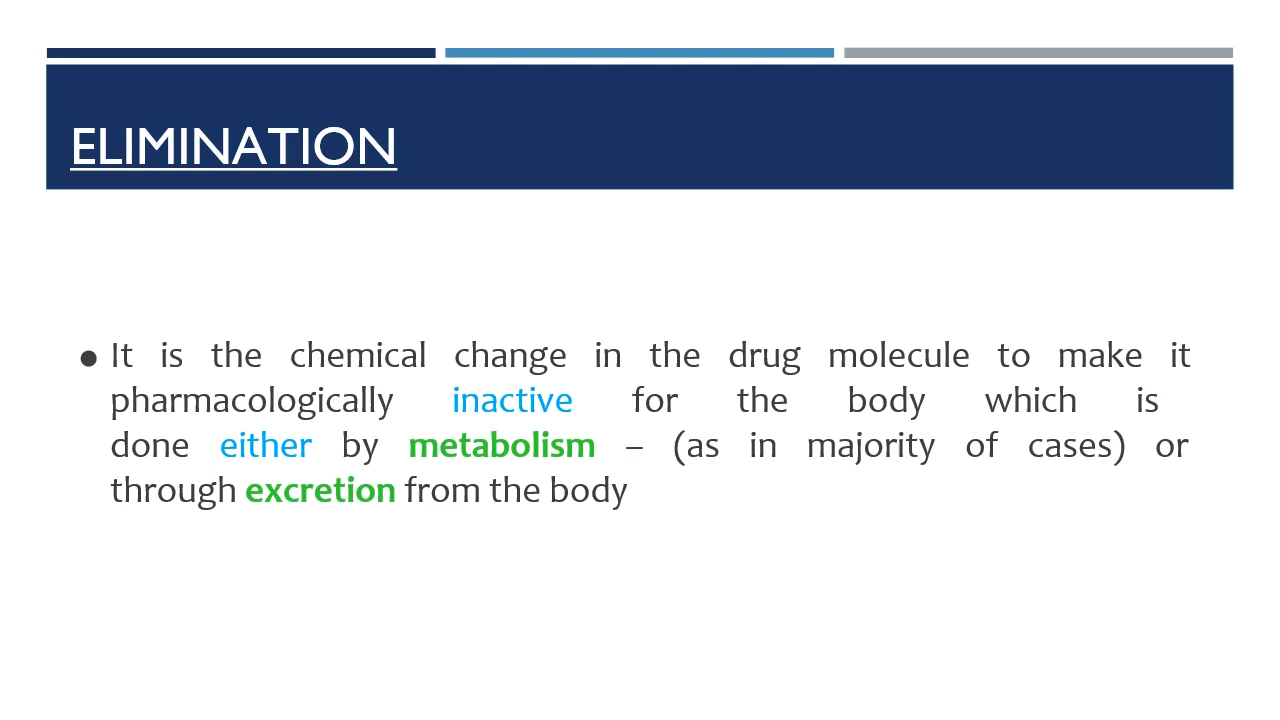 ELIMINATION
● It is the chemical change in the drug molecule to make it
pharmacologically inactive for the body which is
done either by metabolism – (as in majority of cases) or
through excretion from the body